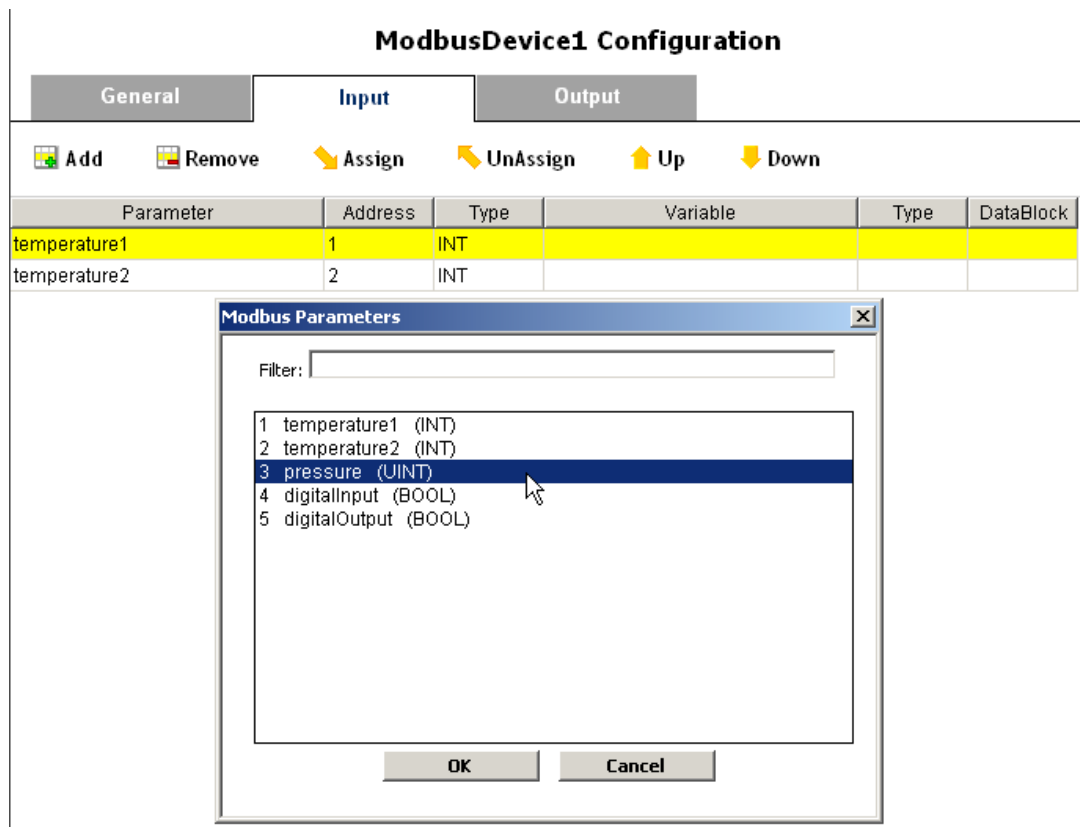 ModbusDevice1 Configuration
General Input Output
Add Remove Assign UnAssign Up Down
Parameter Address Type Variable Type DataBlock
temperature1 1 INT
temperature2 2 INT
Modbus Parameters
Filter:
1 temperature1 (INT)
2 temperature2 (INT)
3 pressure (UINT)
4 digitalInput (BOOL)
5 digitalOutput (BOOL)
OK Cancel